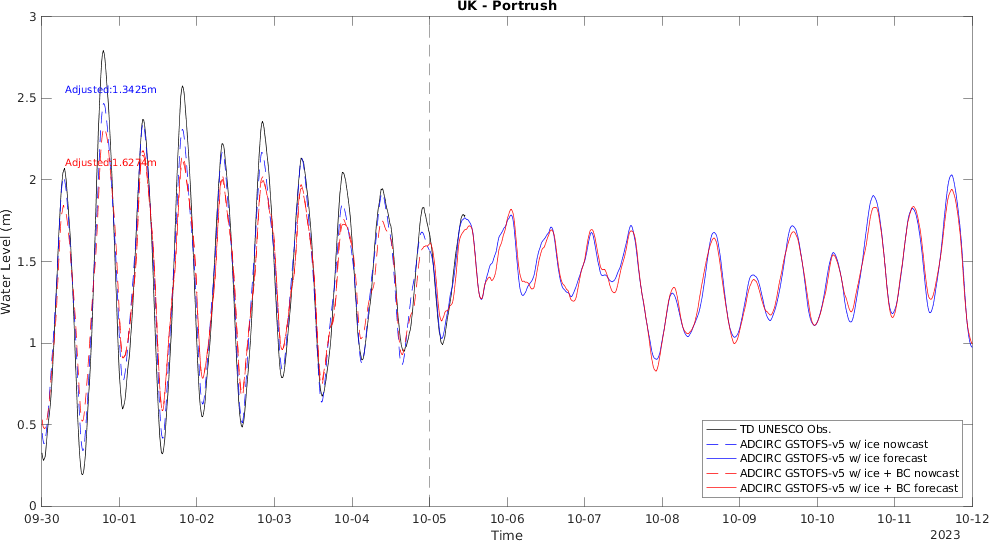 UK - Portrush
3
2.5
2
1.5
1
0.5
0
Water Level (m)
Adjusted:1.3425m
Adjusted:1.6274m
TD UNESCO Obs.
ADCIRC GSTOFS-v5 w/ ice nowcast
ADCIRC GSTOFS-v5 w/ ice forecast
ADCIRC GSTOFS-v5 w/ ice + BC nowcast
ADCIRC GSTOFS-v5 w/ ice + BC forecast
09-30 10-01 10-02 10-03 10-04 10-05 10-06 10-07 10-08 10-09 10-10 10-11 10-12
Time
2023